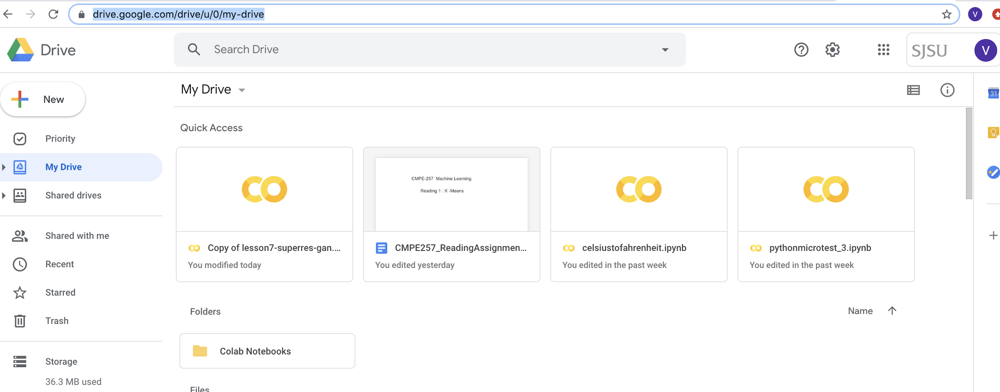 drive.google.com/drive/u/0/my-drive
V
Drive
Search Drive
SJSU
V
New
My Drive
31
Quick Access
Priority
My Drive
Shared drives
CMPE-257 Machine Learning
Reading 1 : K -Means
Copy of lesson7-superres-gan....
You modified today
CMPE257_ReadingAssignmen...
You edited yesterday
celsiustofahrenheit.ipynb
You edited in the past week
pythonmicrotest_3.ipynb
You edited in the past week
Shared with me
Recent
Starred
Trash
Folders
Name
Colab Notebooks
Storage
36.3 MB used
Files